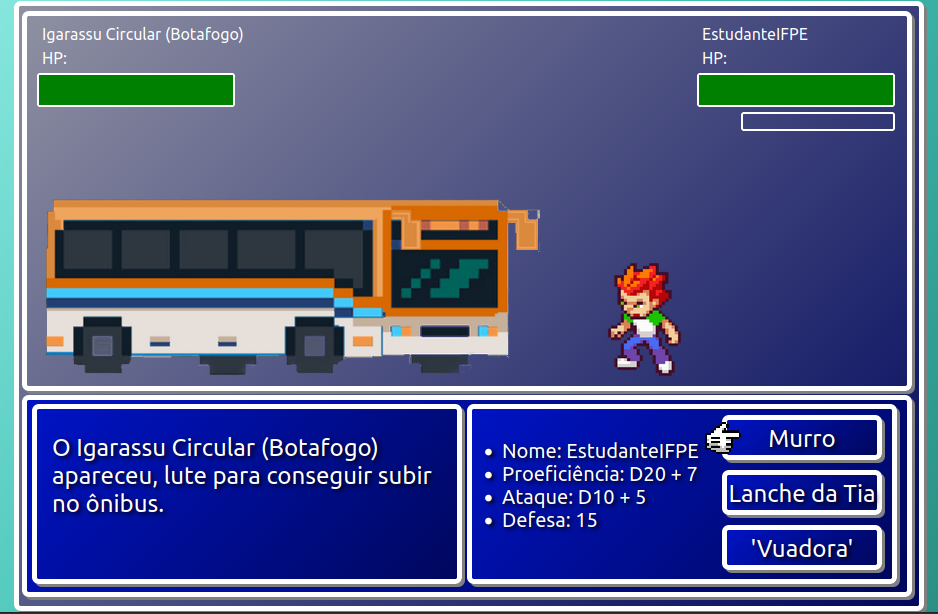 Igarassu Circular (Botafogo)
HP:
EstudanteIFPE
HP:
O Igarassu Circular (Botafogo)
apareceu, lute para conseguir subir
no ônibus.
Nome: EstudanteIFPE
Proeficiência: D20 + 7
Ataque: D10 + 5
Defesa: 15
Murro
Lanche da Tia
'Vuadora'